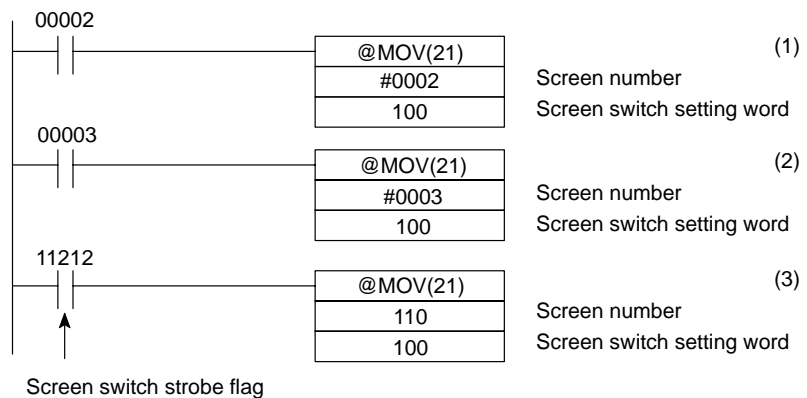 00002
@MOV(21) (1)
#0002 Screen number
100 Screen switch setting word
00003
@MOV(21) (2)
#0003 Screen number
100 Screen switch setting word
11212
@MOV(21) (3)
110 Screen number
100 Screen switch setting word
Screen switch strobe flag